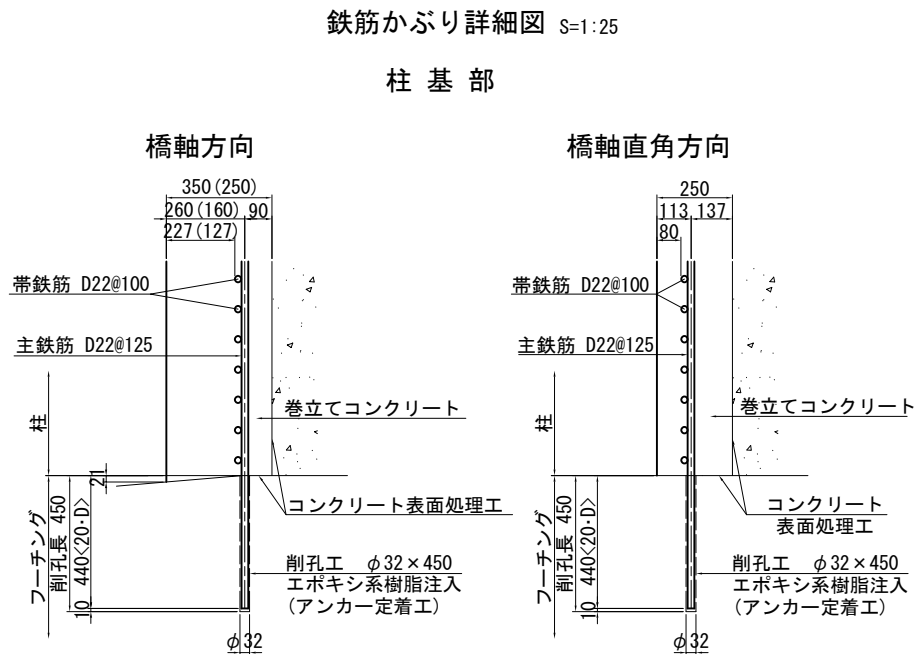 鉄筋かぶり詳細図 S=1:25
柱 基 部
橋軸方向
350(250)
260(160) 90
227(127)
帯鉄筋 D22@100
主鉄筋 D22@125
柱
巻立てコンクリート
21
コンクリート表面処理工
フーチング
削孔長 450
10 440<20・D>
削孔工 φ32×450
エポキシ系樹脂注入
(アンカー定着工)
φ32
橋軸直角方向
250
113 137
80
帯鉄筋 D22@100
主鉄筋 D22@125
柱
巻立てコンクリート
コンクリート
表面処理工
フーチング
削孔長 450
10 440<20・D>
削孔工 φ32×450
エポキシ系樹脂注入
(アンカー定着工)
φ32